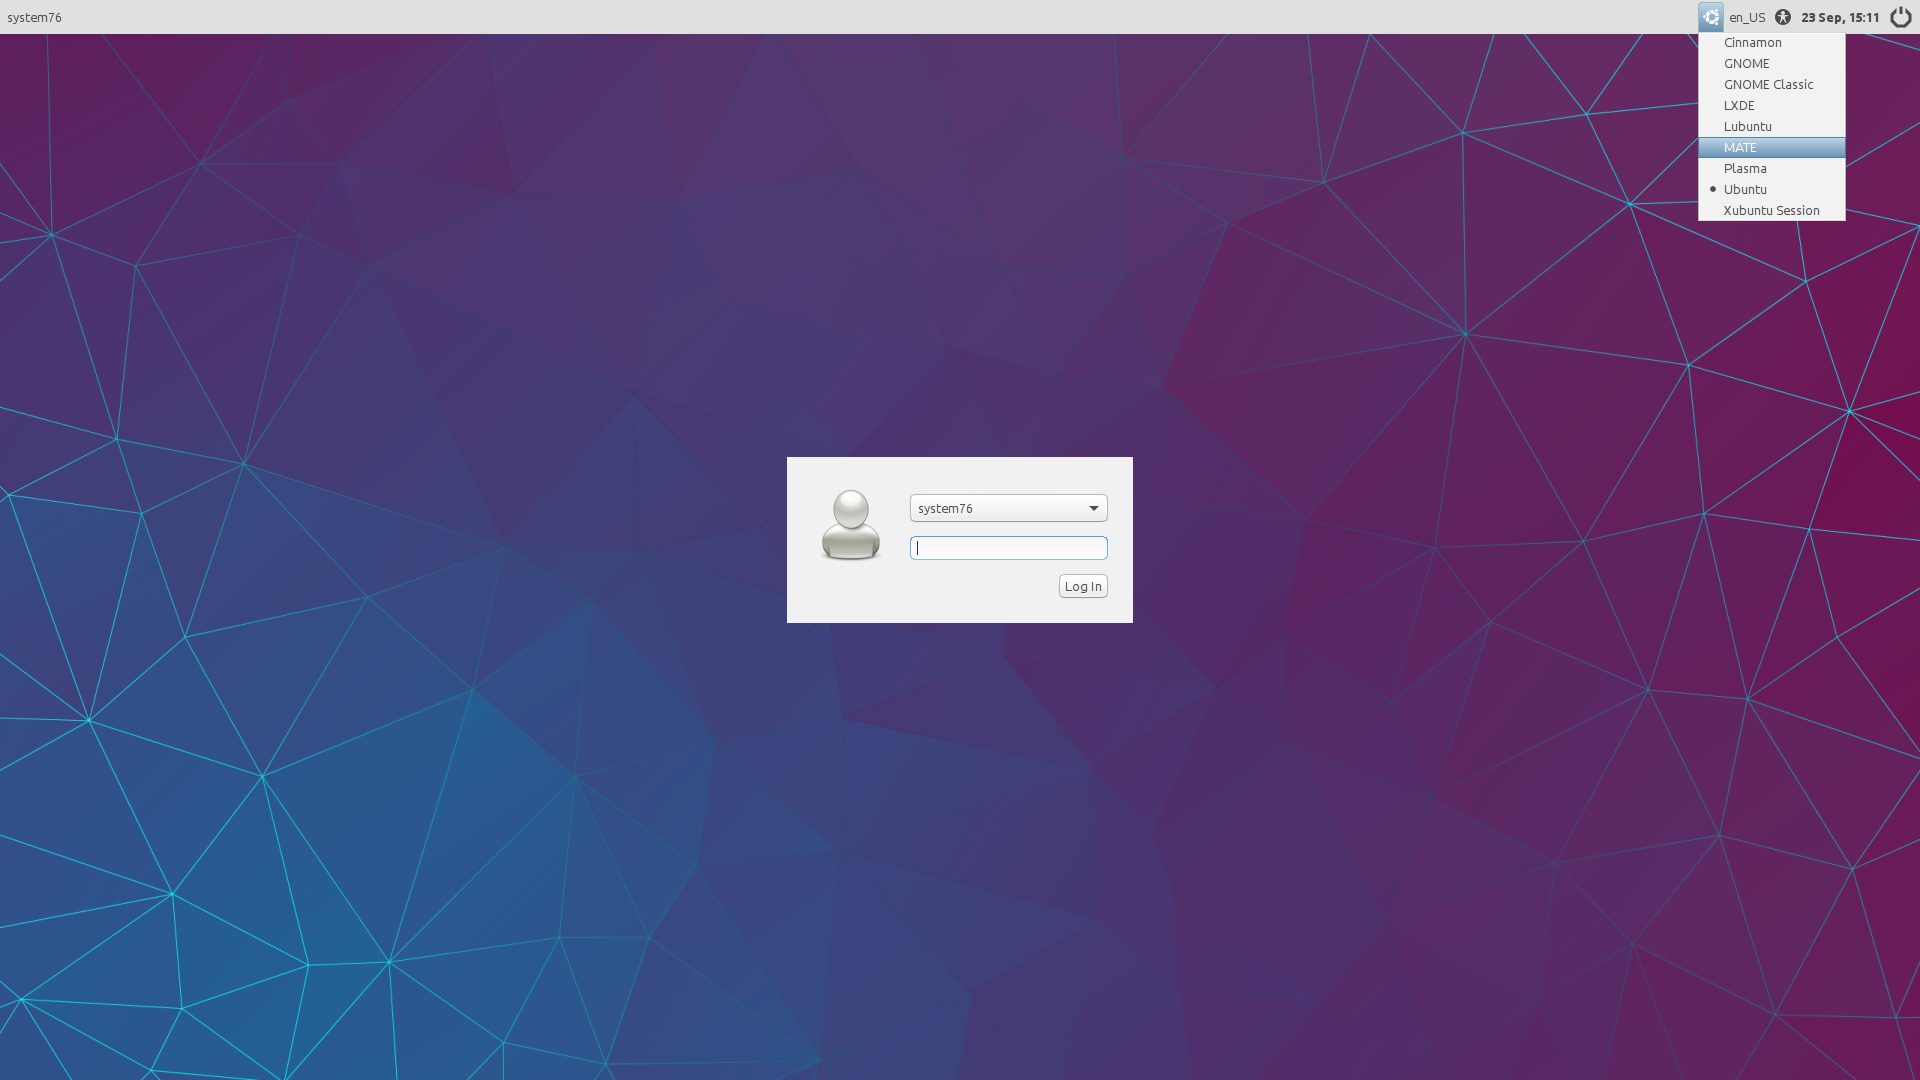 system76
en_US 23 Sep, 15:11
Cinnamon
GNOME
GNOME Classic
LXDE
Lubuntu
MATE
Plasma
Ubuntu
Xubuntu Session
system76
Log In